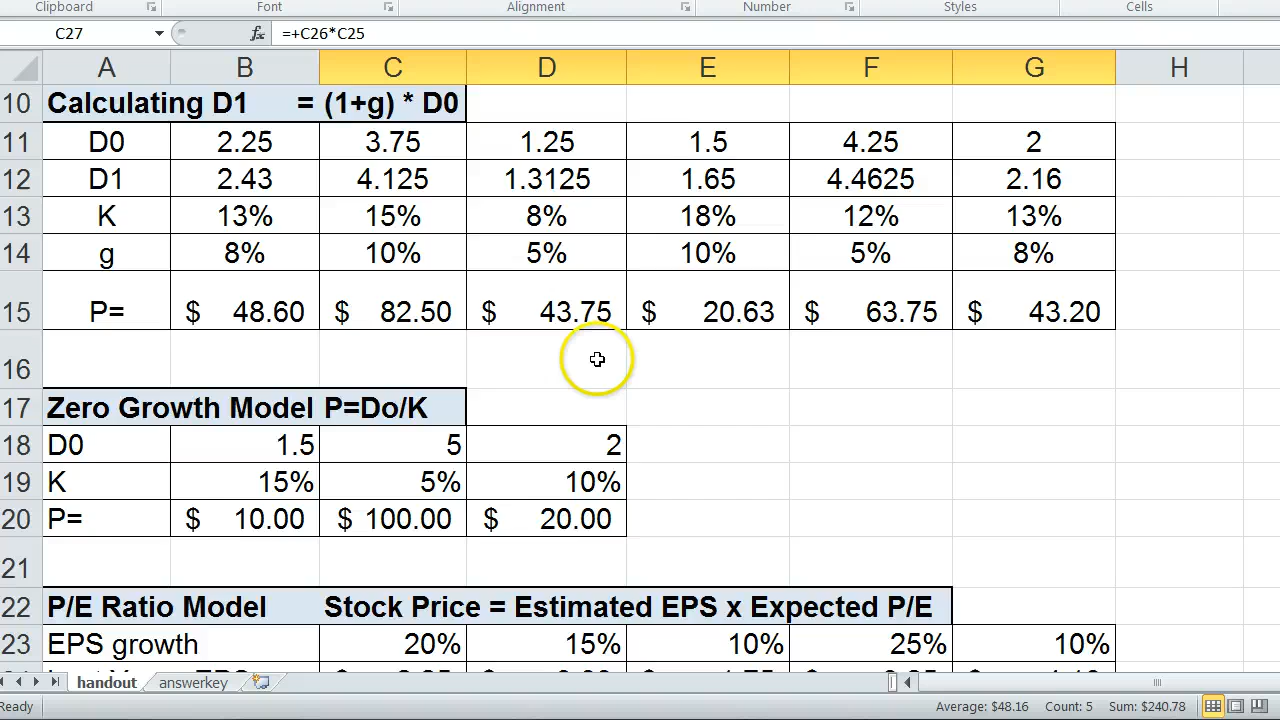 Clipboard Font Alignment Number Styles Cells
C27 fx =+C26*C25
A B C D E F G H
10 Calculating D1 = (1+g) * D0
11 D0 2.25 3.75 1.25 1.5 4.25 2
12 D1 2.43 4.125 1.3125 1.65 4.4625 2.16
13 K 13% 15% 8% 18% 12% 13%
14 g 8% 10% 5% 10% 5% 8%
15 P= $ 48.60 $ 82.50 $ 43.75 $ 20.63 $ 63.75 $ 43.20
16
17 Zero Growth Model P=Do/K
18 D0 1.5 5 2
19 K 15% 5% 10%
20 P= $ 10.00 $ 100.00 $ 20.00
21
22 P/E Ratio Model Stock Price = Estimated EPS x Expected P/E
23 EPS growth 20% 15% 10% 25% 10%
handout answerkey
Ready Average: $48.16 Count: 5 Sum: $240.78